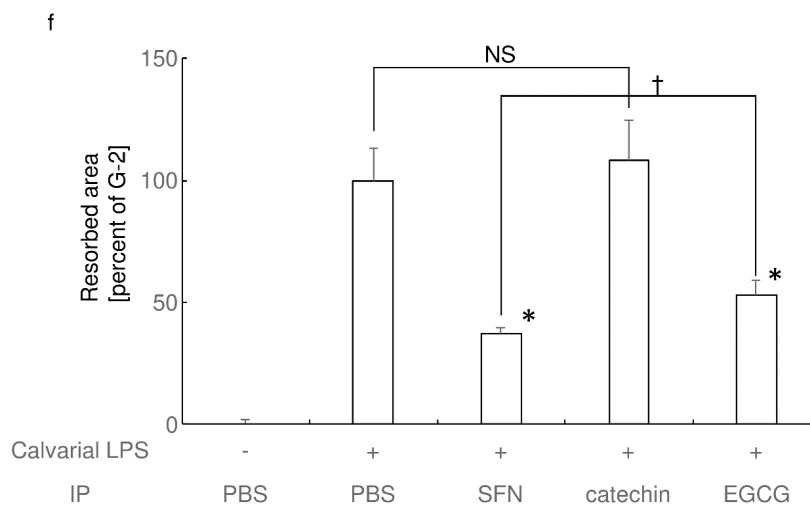 f
150
NS
†
Resorbed area
[percent of G-2]
100
*
50
*
0
Calvarial LPS - + + + +
IP PBS PBS SFN catechin EGCG